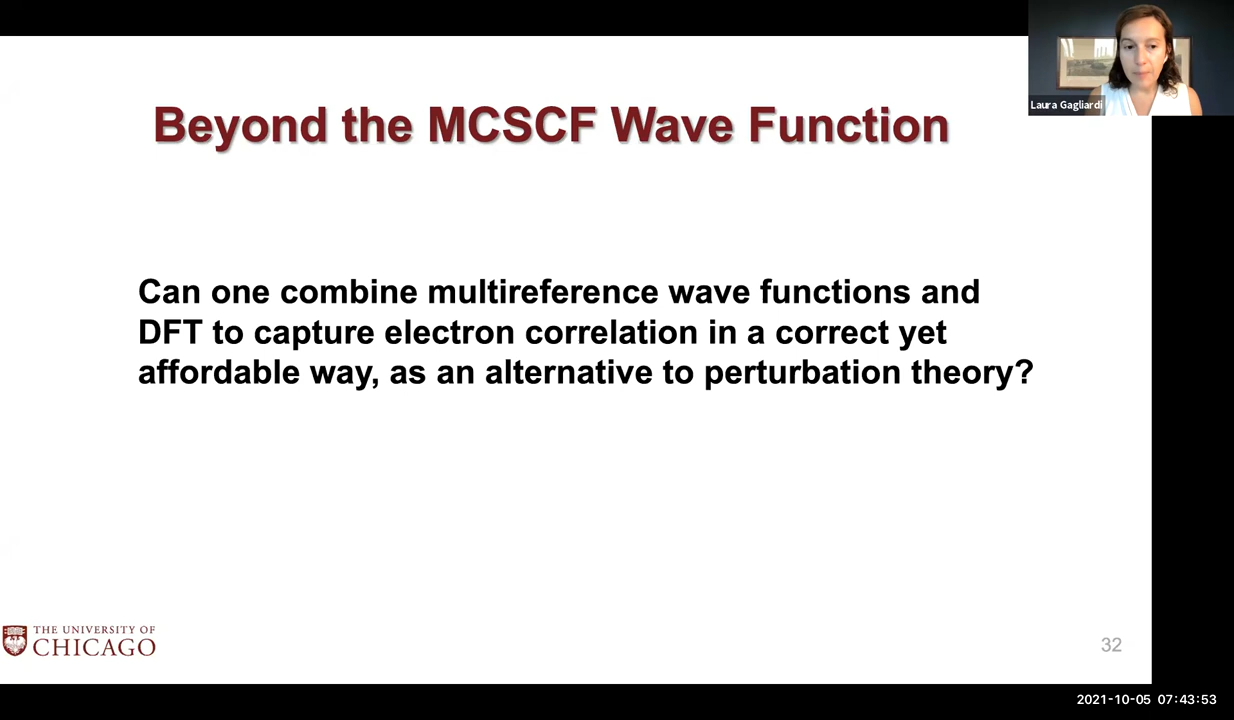 Beyond the MCSCF Wave Function
Laura Gagliardi
Can one combine multireference wave functions and
DFT to capture electron correlation in a correct yet
affordable way, as an alternative to perturbation theory?
THE UNIVERSITY OF
CHICAGO
32
2021-10-05 07:43:53